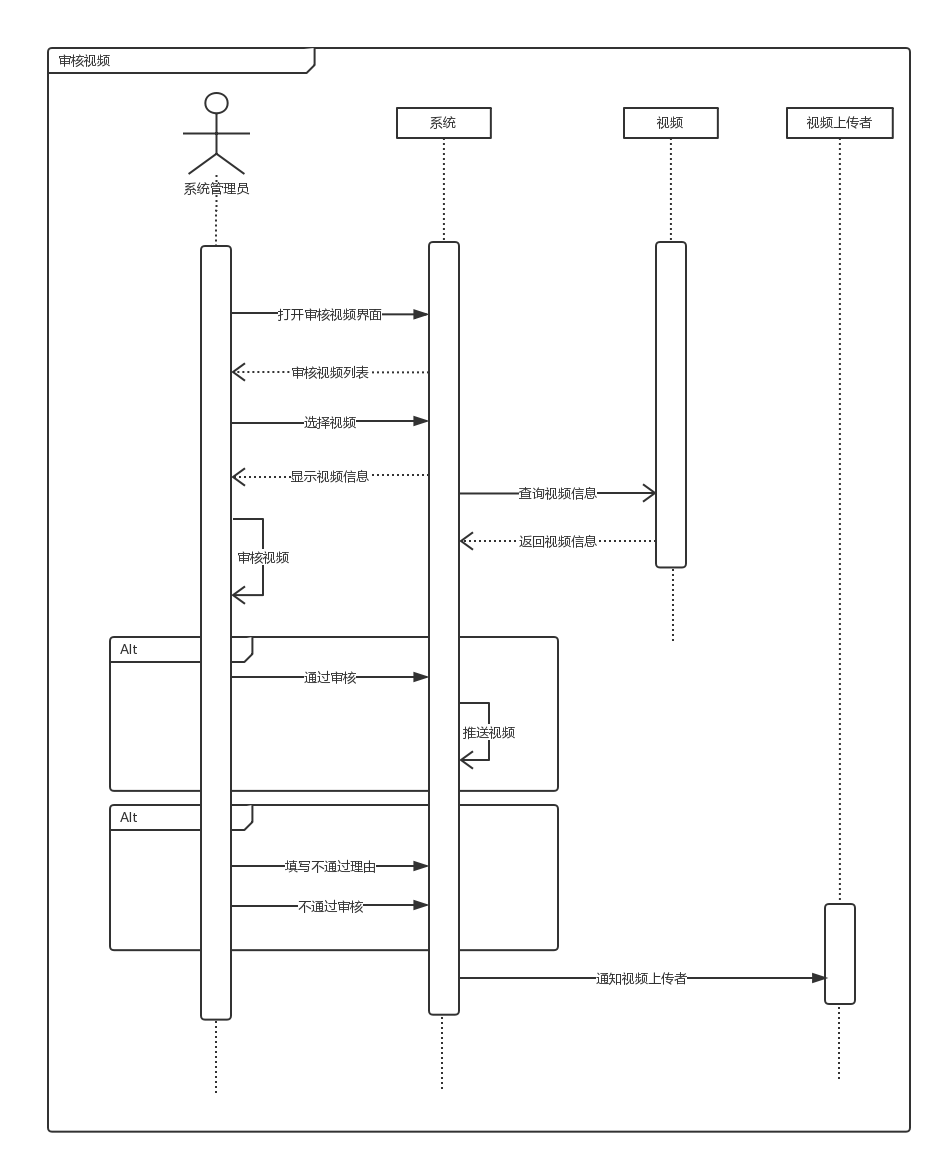 审核视频
系统
视频
视频上传者
系统管理员
打开审核视频界面
审核视频列表
选择视频
显示视频信息
查询视频信息
返回视频信息
审核视频
Alt
通过审核
推送视频
Alt
填写不通过理由
不通过审核
通知视频上传者